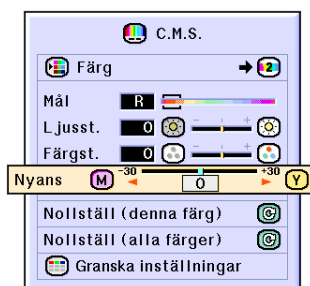 C.M.S.
Färg 2
Mål R
Ljusst. 0 - +
Färgst. 0 - +
Nyans M -30 0 +30 Y
Nollställ (denna färg)
Nollställ (alla färger)
Granska inställningar